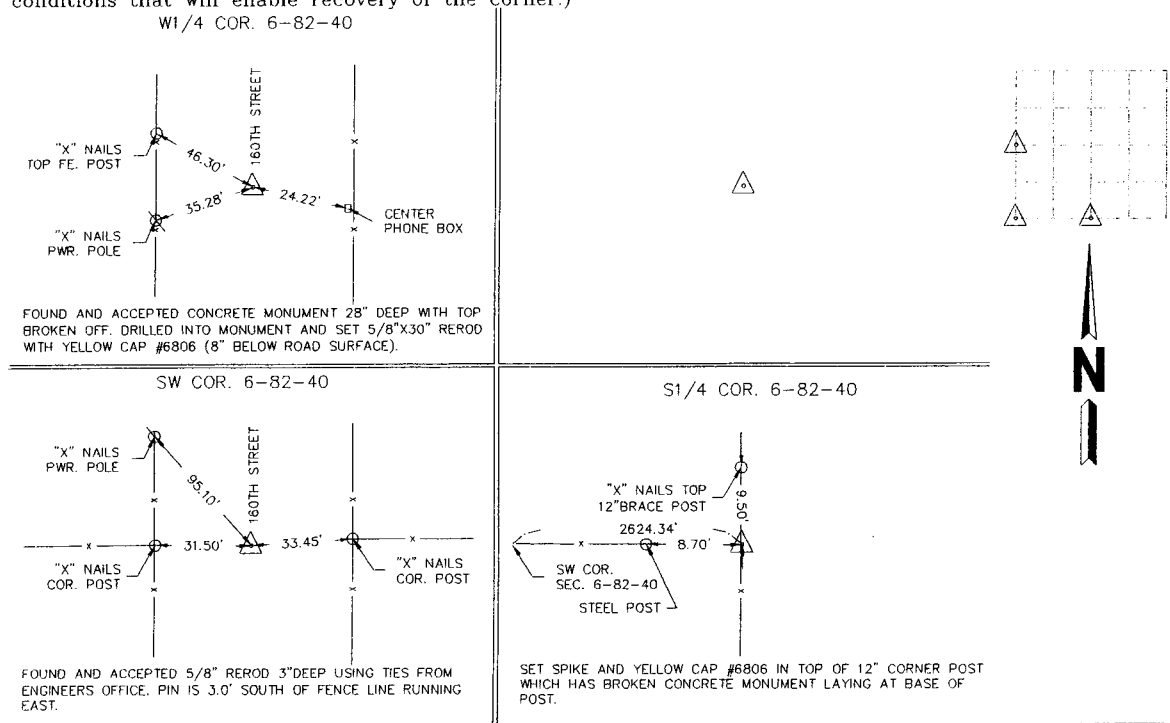 conditions that will enable recovery of the corner.)
W1/4 COR. 6-82-40
160TH STREET
"X" NAILS
TOP FE. POST
46.30'
35.28'
24.22'
"X" NAILS
PWR. POLE
CENTER
PHONE BOX
FOUND AND ACCEPTED CONCRETE MONUMENT 28" DEEP WITH TOP
BROKEN OFF. DRILLED INTO MONUMENT AND SET 5/8"X30" REROD
WITH YELLOW CAP #6806 (8" BELOW ROAD SURFACE).
N
SW COR. 6-82-40
"X" NAILS
PWR. POLE
95.10'
160TH STREET
31.50'
33.45'
"X" NAILS
COR. POST
"X" NAILS
COR. POST
FOUND AND ACCEPTED 5/8" REROD 3"DEEP USING TIES FROM
ENGINEERS OFFICE. PIN IS 3.0' SOUTH OF FENCE LINE RUNNING
EAST.
S1/4 COR. 6-82-40
"X" NAILS TOP
12"BRACE POST
9.50'
2624.34'
8.70'
SW COR.
SEC. 6-82-40
STEEL POST
SET SPIKE AND YELLOW CAP #6806 IN TOP OF 12" CORNER POST
WHICH HAS BROKEN CONCRETE MONUMENT LAYING AT BASE OF
POST.